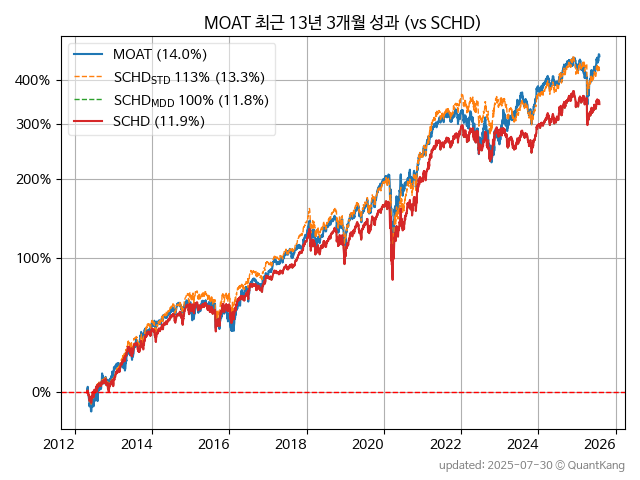 MOAT 최근 13년 3개월 성과 (vs SCHD)
MOAT (14.0%)
SCHD_STD 113% (13.3%)
SCHD_MDD 100% (11.8%)
SCHD (11.9%)
400%
300%
200%
100%
0%
2012 2014 2016 2018 2020 2022 2024 2026
updated: 2025-07-30 © QuantKang